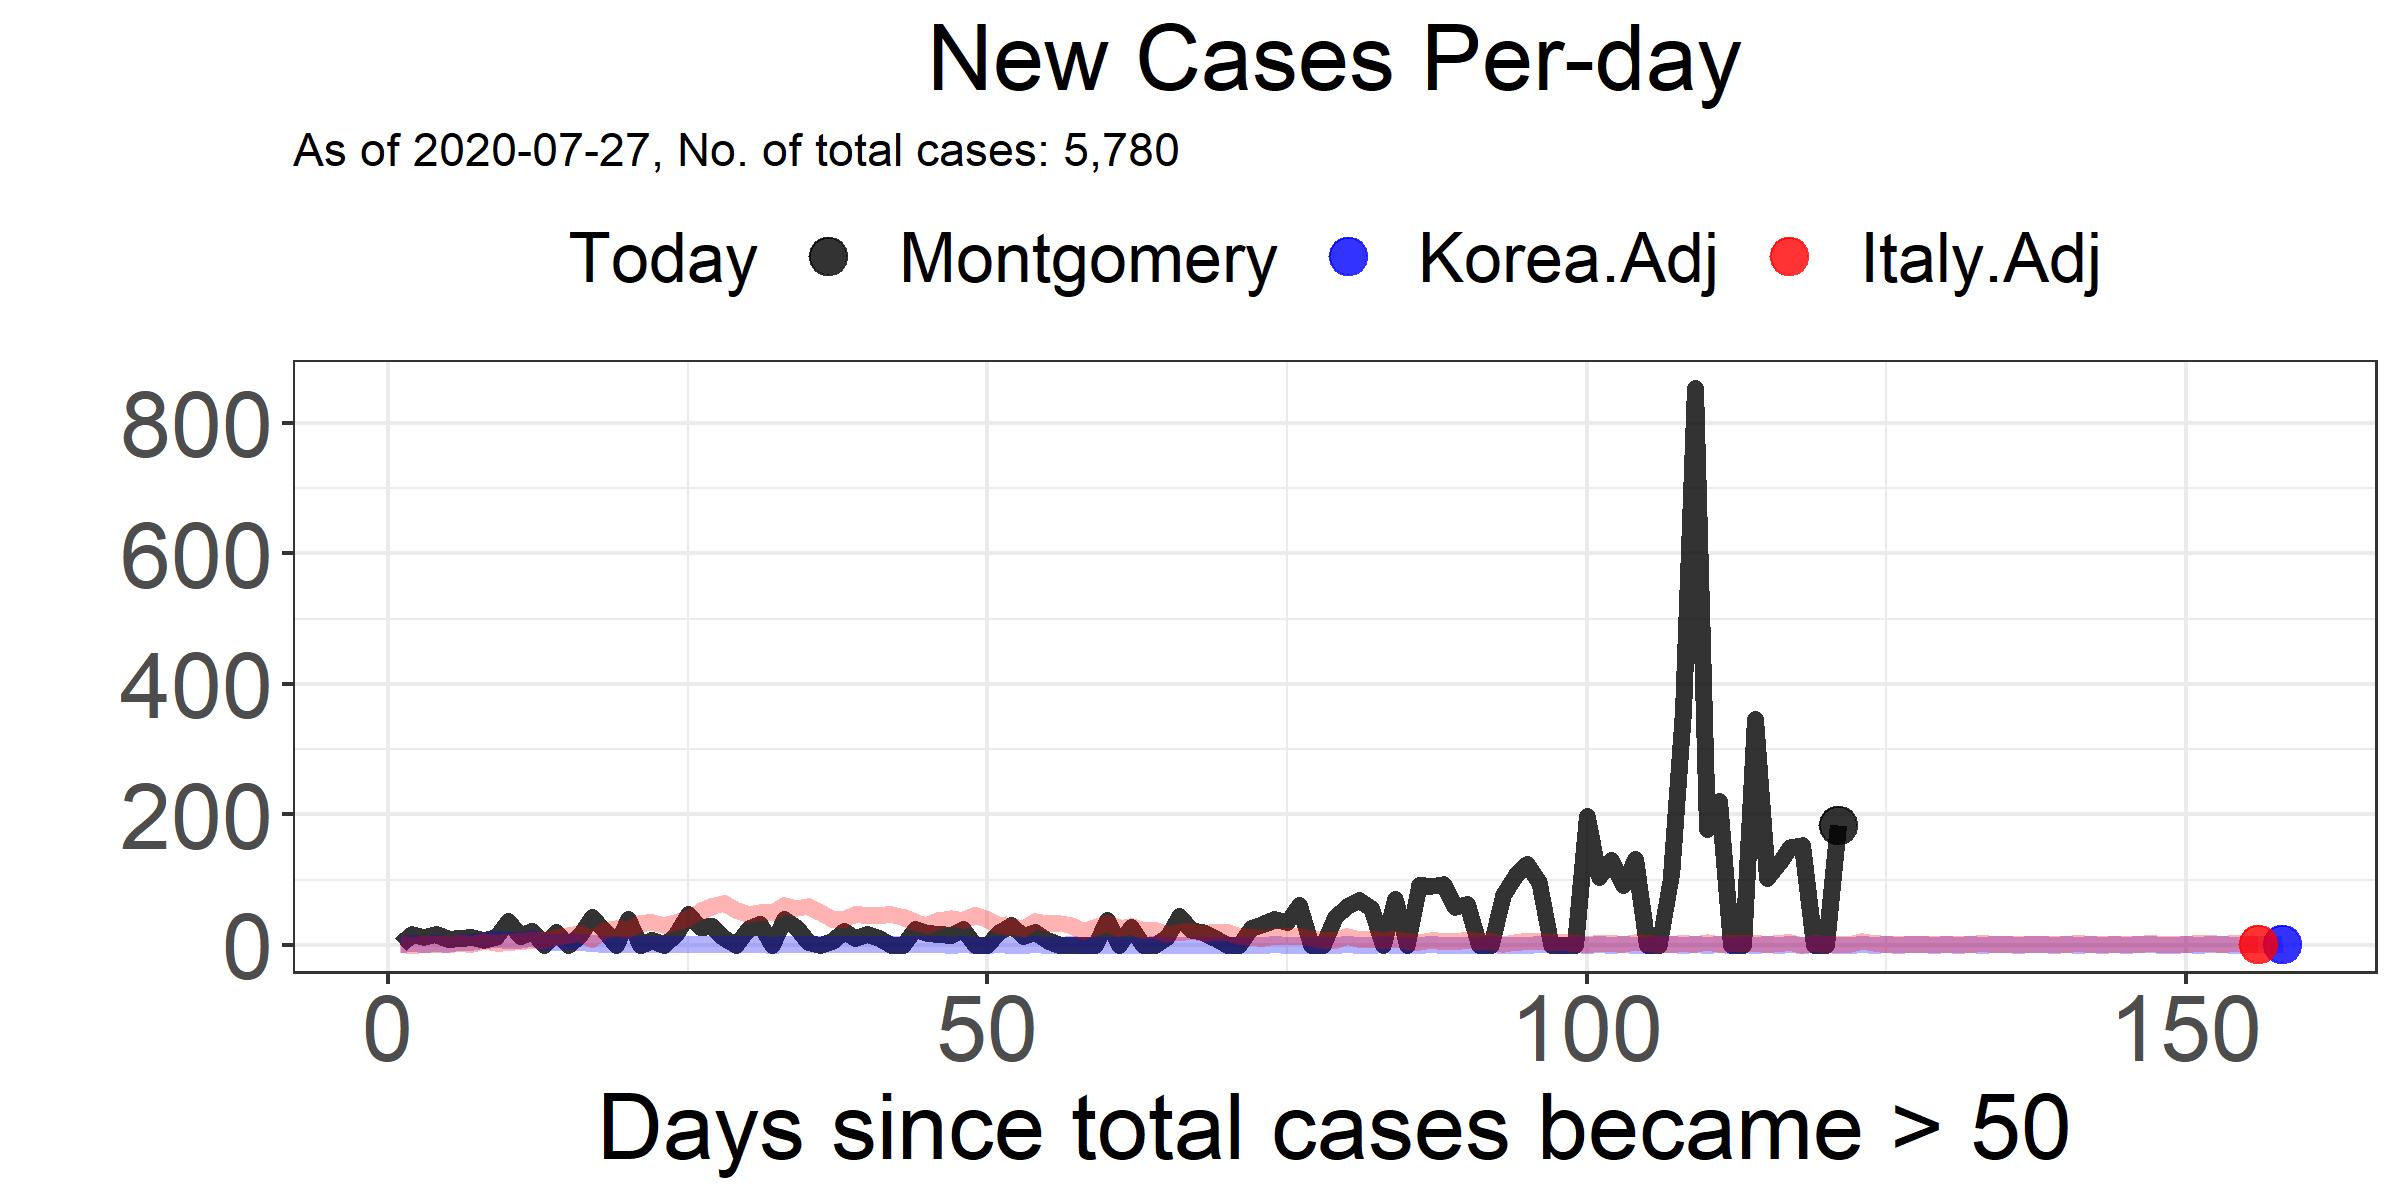 New Cases Per-day
As of 2020-07-27, No. of total cases: 5,780
Today Montgomery Korea.Adj Italy.Adj
800
600
400
200
0
0 50 100 150
Days since total cases became > 50